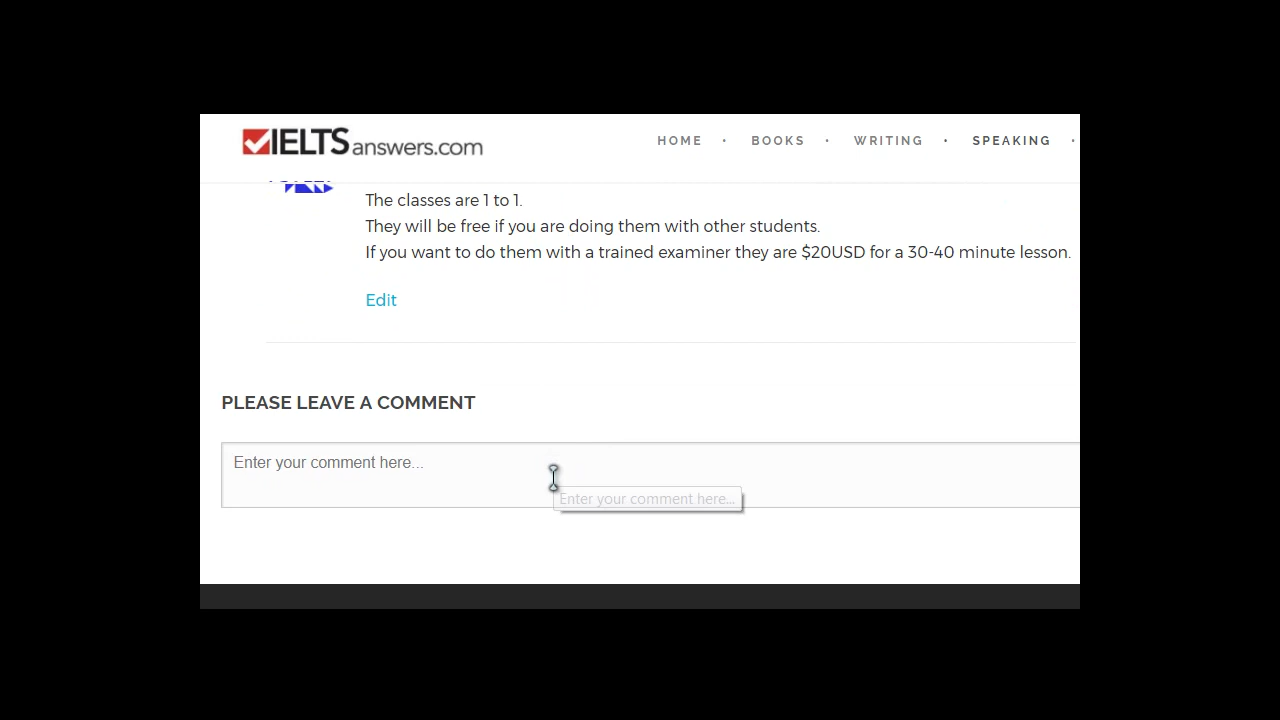 IELTSanswers.com
HOME • BOOKS • WRITING • SPEAKING •
The classes are 1 to 1.
They will be free if you are doing them with other students.
If you want to do them with a trained examiner they are $20USD for a 30-40 minute lesson.
Edit
PLEASE LEAVE A COMMENT
Enter your comment here...
Enter your comment here...